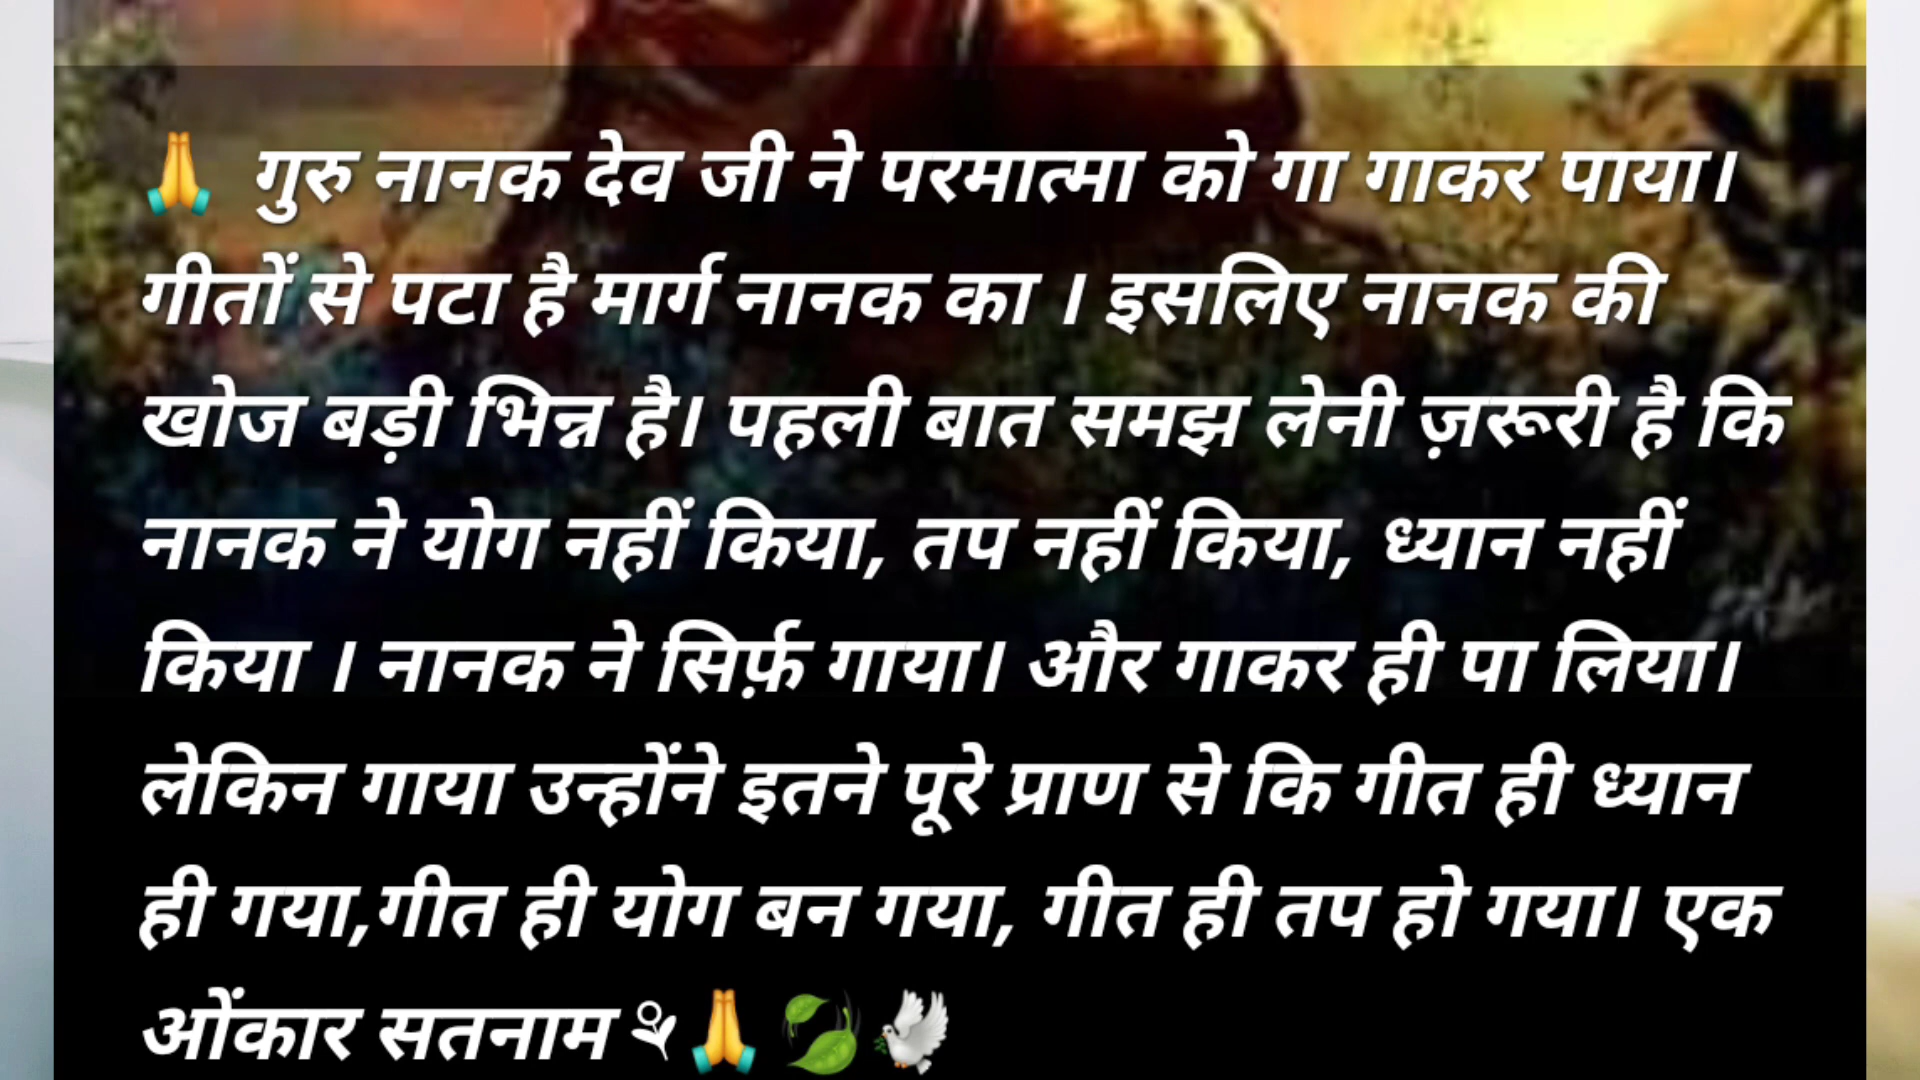 🙏 गुरु नानक देव जी ने परमात्मा को गा गाकर पाया।
गीतों से पटा है मार्ग नानक का । इसलिए नानक की
खोज बड़ी भिन्न है। पहली बात समझ लेनी ज़रूरी है कि
नानक ने योग नहीं किया, तप नहीं किया, ध्यान नहीं
किया । नानक ने सिर्फ़ गाया। और गाकर ही पा लिया।
लेकिन गाया उन्होंने इतने पूरे प्राण से कि गीत ही ध्यान
ही गया,गीत ही योग बन गया, गीत ही तप हो गया। एक
ओंकार सतनाम⚘🙏🍃🕊